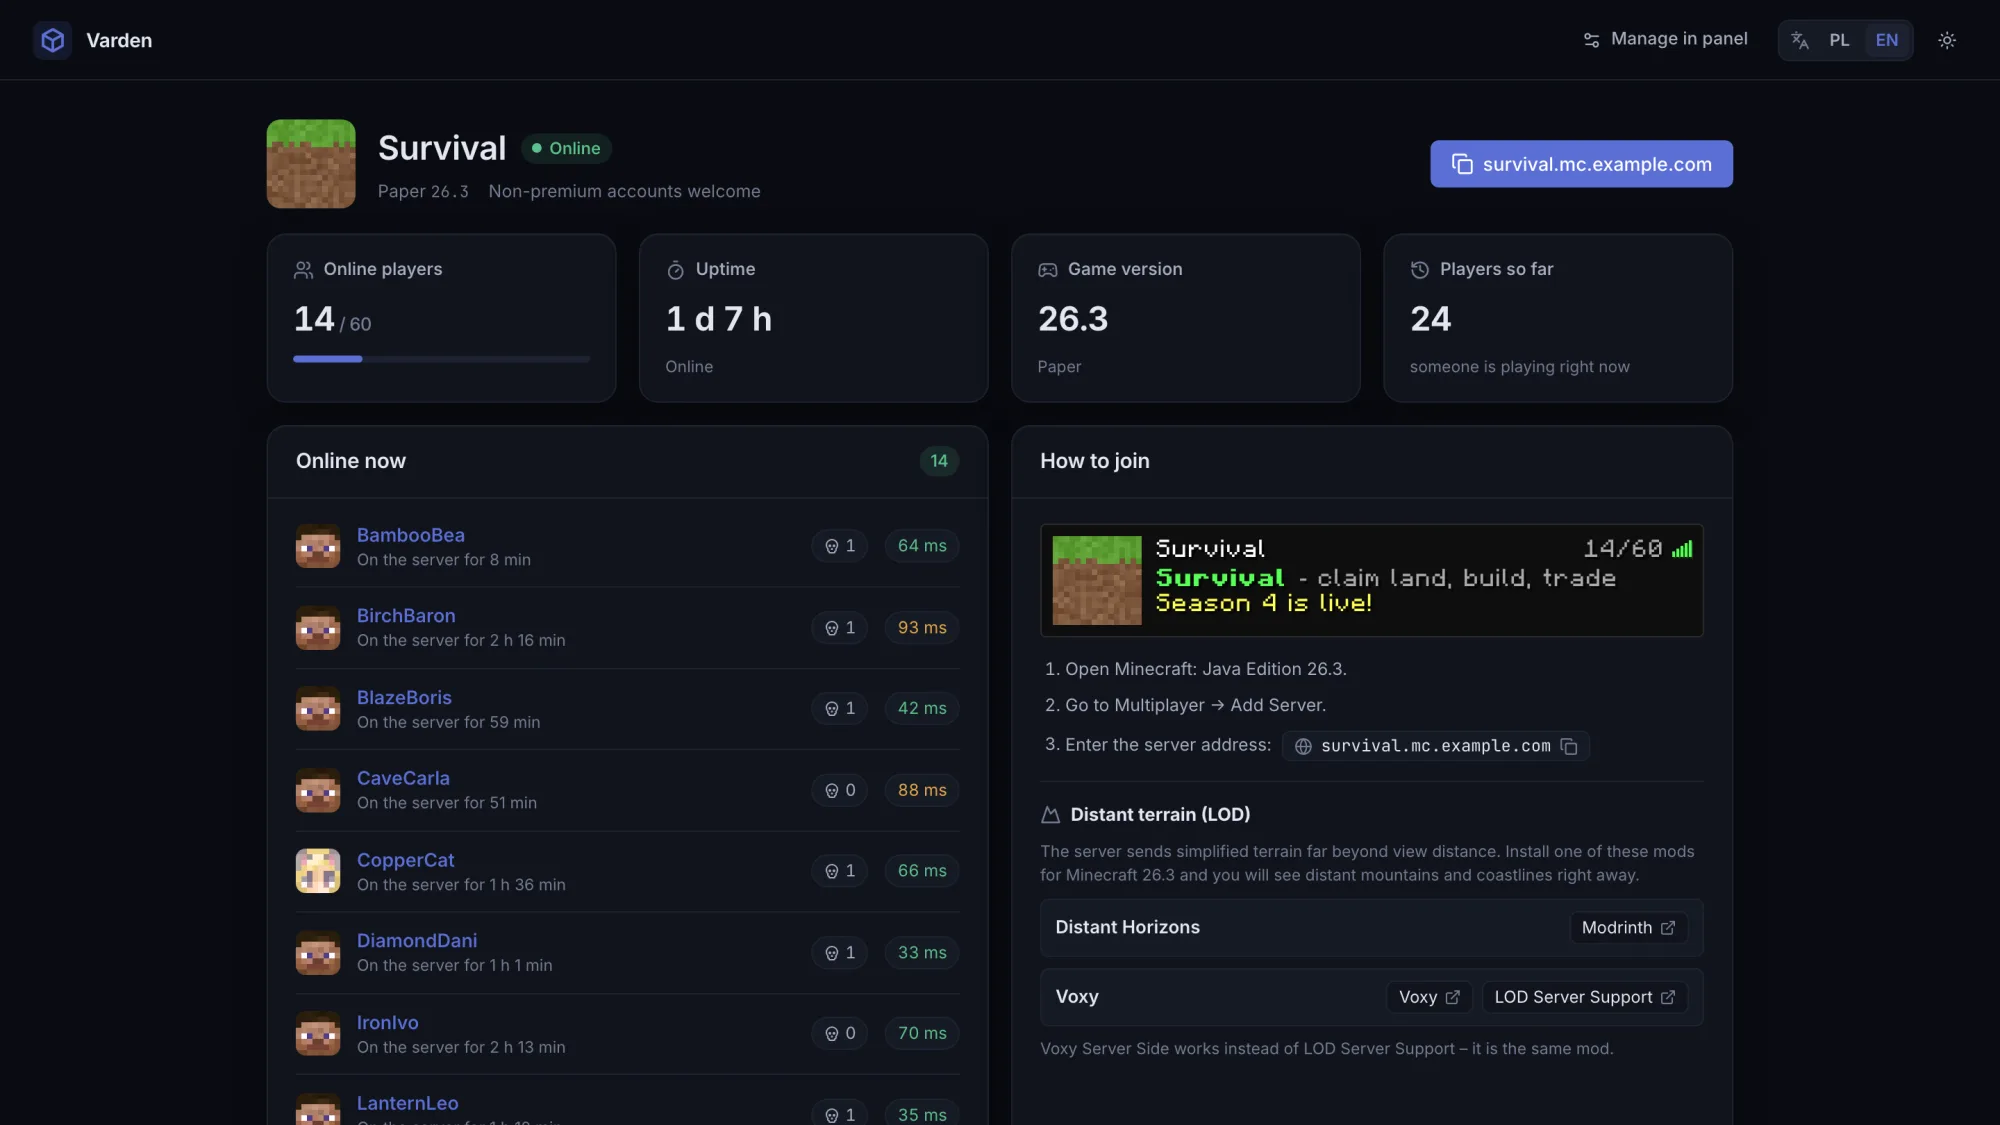 Varden
Manage in panel
PL
EN
Survival
Online
Paper 26.3 Non-premium accounts welcome
survival.mc.example.com
Online players
14 / 60
Uptime
1 d 7 h
Online
Game version
26.3
Paper
Players so far
24
someone is playing right now
Online now
14
BambooBea
On the server for 8 min
1
64 ms
BirchBaron
On the server for 2 h 16 min
1
93 ms
BlazeBoris
On the server for 59 min
1
42 ms
CaveCarla
On the server for 51 min
0
88 ms
CopperCat
On the server for 1 h 36 min
1
66 ms
DiamondDani
On the server for 1 h 1 min
1
33 ms
IronIvo
On the server for 2 h 13 min
0
70 ms
LanternLeo
1
35 ms
How to join
Survival
14/60
Survival - claim land, build, trade
Season 4 is live!
1. Open Minecraft: Java Edition 26.3.
2. Go to Multiplayer → Add Server.
3. Enter the server address: survival.mc.example.com
Distant terrain (LOD)
The server sends simplified terrain far beyond view distance. Install one of these mods
for Minecraft 26.3 and you will see distant mountains and coastlines right away.
Distant Horizons
Modrinth
Voxy
Voxy
LOD Server Support
Voxy Server Side works instead of LOD Server Support – it is the same mod.